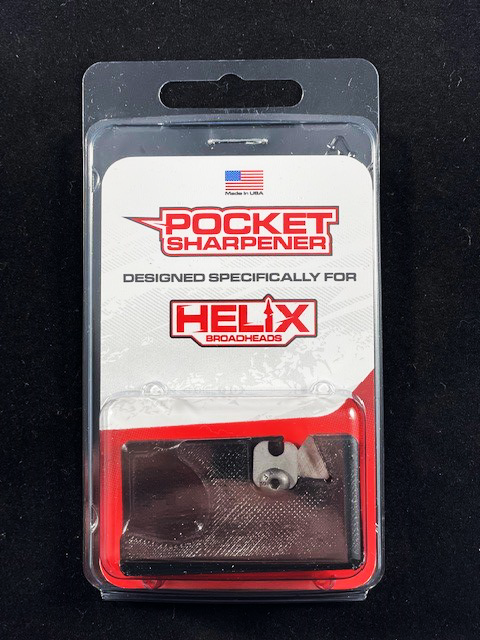 Made in USA
POCKET
SHARPENER
DESIGNED SPECIFICALLY FOR
HELIX
BROADHEADS